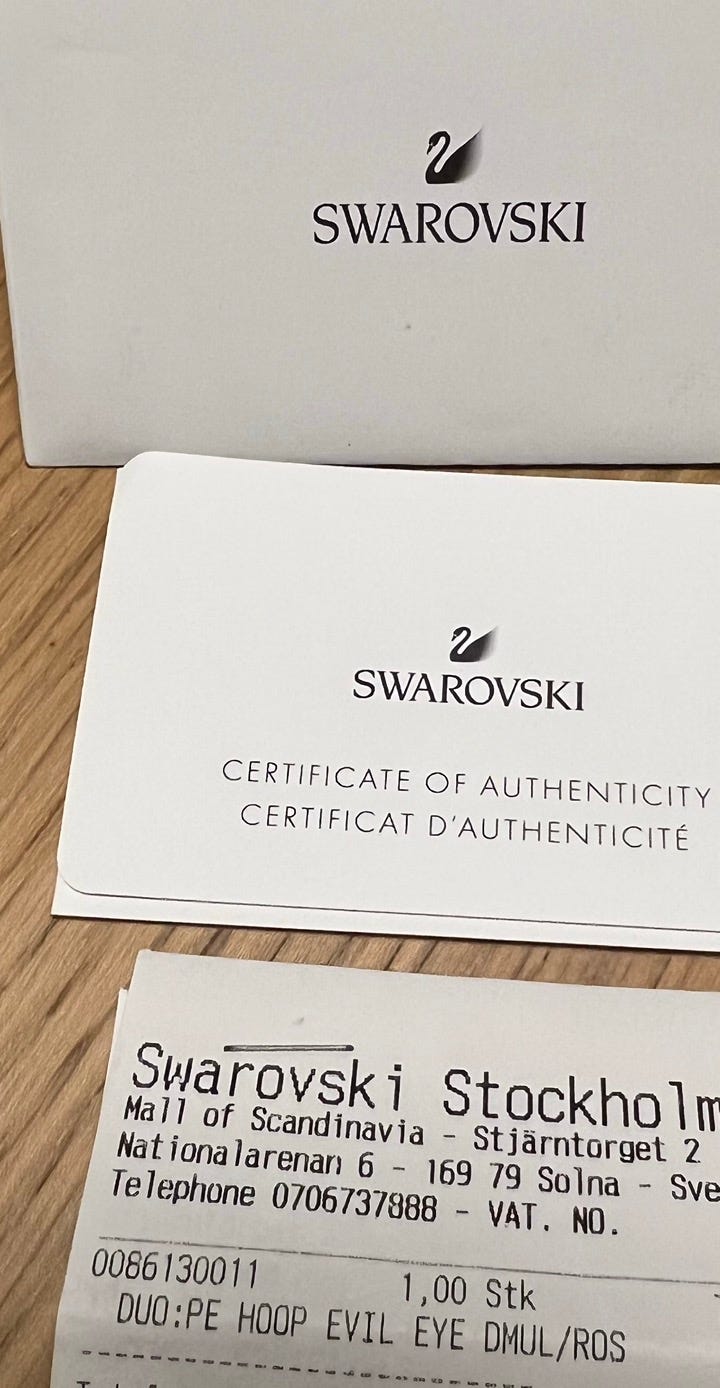 SWAROVSKI
SWAROVSKI
CERTIFICATE OF AUTHENTICITY
CERTIFICAT D'AUTHENTICITÉ
Swarovski Stockholm
Mall of Scandinavia - Stjärntorget 2
Nationalarenan 6 - 169 79 Solna - Sve
Telephone 0706737888 - VAT. NO.
0086130011 1,00 Stk
DUO:PE HOOP EVIL EYE DMUL/ROS